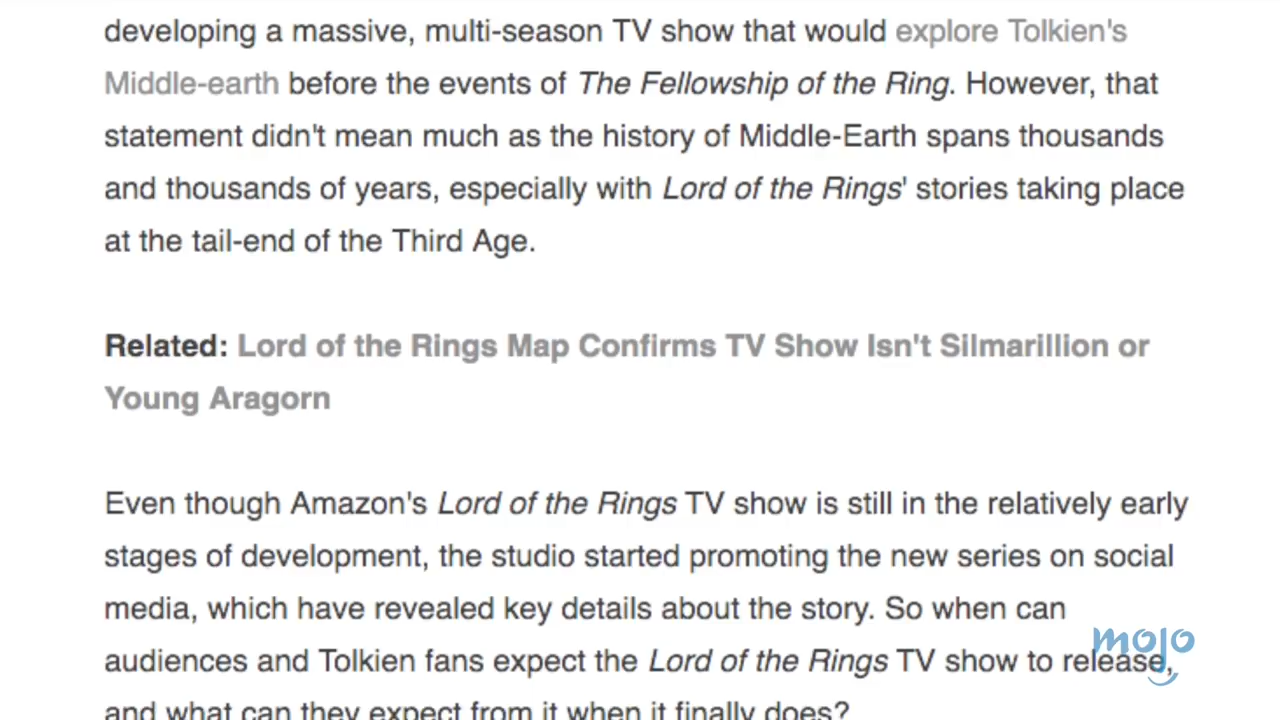 developing a massive, multi-season TV show that would explore Tolkien's
Middle-earth before the events of The Fellowship of the Ring. However, that
statement didn't mean much as the history of Middle-Earth spans thousands
and thousands of years, especially with Lord of the Rings' stories taking place
at the tail-end of the Third Age.
Related: Lord of the Rings Map Confirms TV Show Isn't Silmarillion or
Young Aragorn
Even though Amazon's Lord of the Rings TV show is still in the relatively early
stages of development, the studio started promoting the new series on social
media, which have revealed key details about the story. So when can
audiences and Tolkien fans expect the Lord of the Rings TV show to release,
and what can they expect from it when it finally does?
mojo